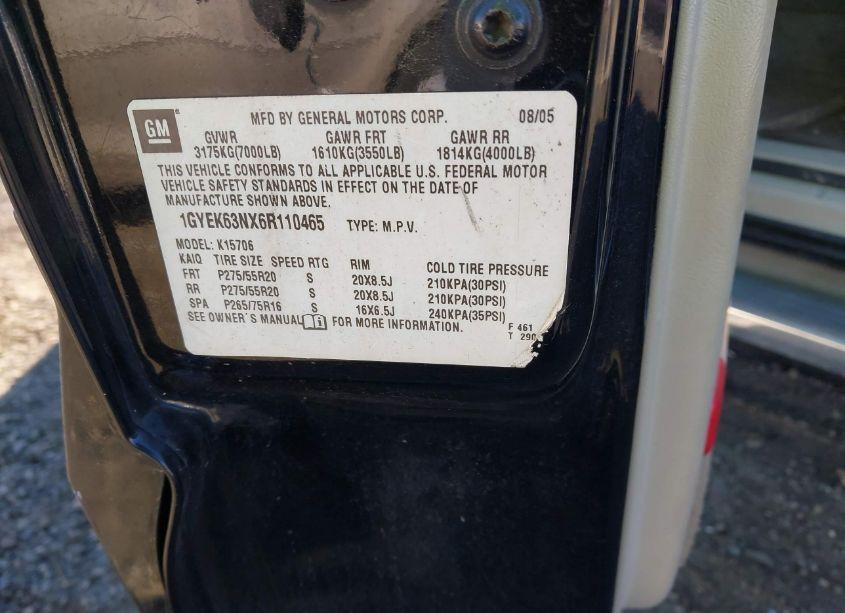 GM MFD BY GENERAL MOTORS CORP. 08/05
GVWR GAWR FRT GAWR RR
3175KG(7000LB) 1610KG(3550LB) 1814KG(4000LB)
THIS VEHICLE CONFORMS TO ALL APPLICABLE U.S. FEDERAL MOTOR
VEHICLE SAFETY STANDARDS IN EFFECT ON THE DATE OF
MANUFACTURE SHOWN ABOVE.
1GYEK63NX6R110465 TYPE: M.P.V.
MODEL: K15706
KAIQ TIRE SIZE SPEED RTG RIM COLD TIRE PRESSURE
FRT P275/55R20 S 20X8.5J 210KPA(30PSI)
RR P275/55R20 S 20X8.5J 210KPA(30PSI)
SPA P265/75R16 S 16X6.5J 240KPA(35PSI)
SEE OWNER'S MANUAL FOR MORE INFORMATION.
F 461
T 290